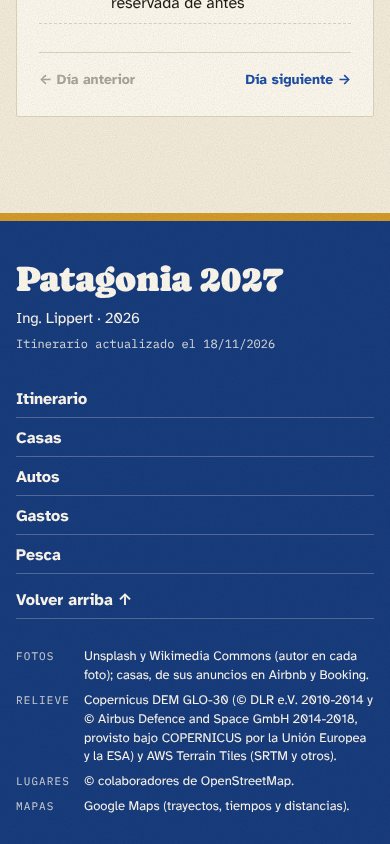 reservada de antes
← Día anterior
Día siguiente →
Patagonia 2027
Ing. Lippert · 2026
Itinerario actualizado el 18/11/2026
Itinerario
Casas
Autos
Gastos
Pesca
Volver arriba ↑
FOTOS
Unsplash y Wikimedia Commons (autor en cada
foto); casas, de sus anuncios en Airbnb y Booking.
RELIEVE
Copernicus DEM GLO-30 (© DLR e.V. 2010-2014 y
© Airbus Defence and Space GmbH 2014-2018,
provisto bajo COPERNICUS por la Unión Europea
y la ESA) y AWS Terrain Tiles (SRTM y otros).
LUGARES
© colaboradores de OpenStreetMap.
MAPAS
Google Maps (trayectos, tiempos y distancias).